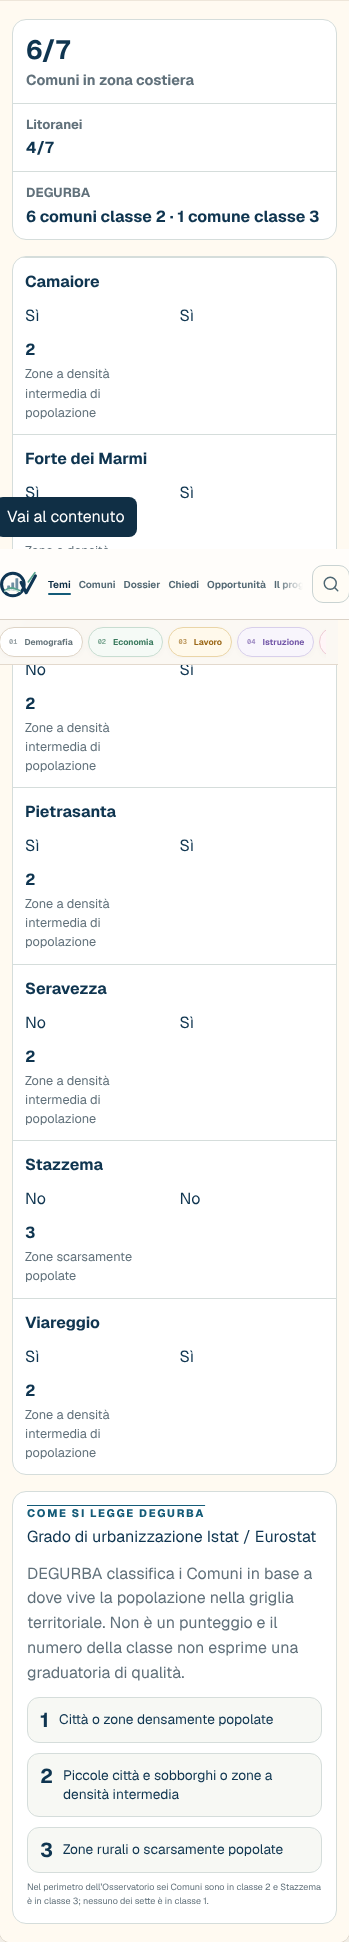 6/7
Comuni in zona costiera
Litoranei
4/7
DEGURBA
6 comuni classe 2 · 1 comune classe 3
Camaiore
Sì Sì
2
Zone a densità
intermedia di
popolazione
Forte dei Marmi
Sì Sì
Vai al contenuto
Temi Comuni Dossier Chiedi Opportunità Il
01 Demografia 02 Economia 03 Lavoro 04 Istruzione
No Sì
2
Zone a densità
intermedia di
popolazione
Pietrasanta
Sì Sì
2
Zone a densità
intermedia di
popolazione
Seravezza
No Sì
2
Zone a densità
intermedia di
popolazione
Stazzema
No No
3
Zone scarsamente
popolate
Viareggio
Sì Sì
2
Zone a densità
intermedia di
popolazione
COME SI LEGGE DEGURBA
Grado di urbanizzazione Istat / Eurostat
DEGURBA classifica i Comuni in base a
dove vive la popolazione nella griglia
territoriale. Non è un punteggio e il
numero della classe non esprime una
graduatoria di qualità.
1 Città o zone densamente popolate
2 Piccole città e sobborghi o zone a
densità intermedia
3 Zone rurali o scarsamente popolate
Nel perimetro dell'Osservatorio sei Comuni sono in classe 2 e Stazzema
è in classe 3; nessuno dei sette è in classe 1.